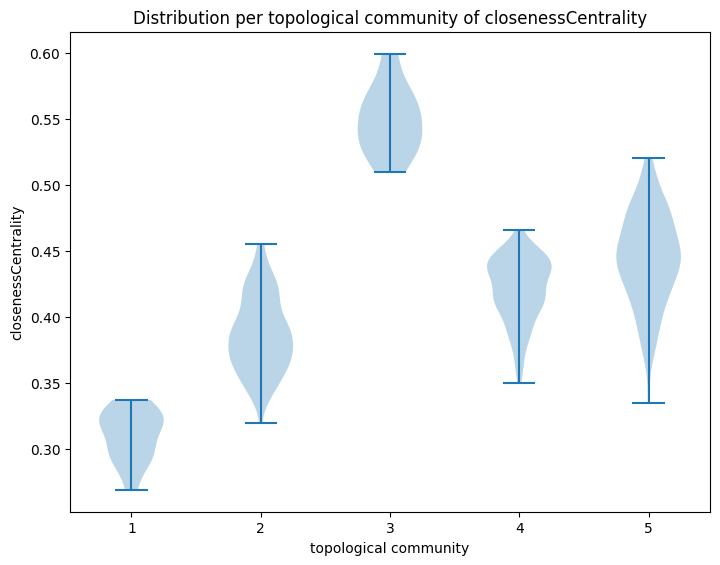 Distribution per topological community of closenessCentrality
closenessCentrality
0.60
0.55
0.50
0.45
0.40
0.35
0.30
1 2 3 4 5
topological community